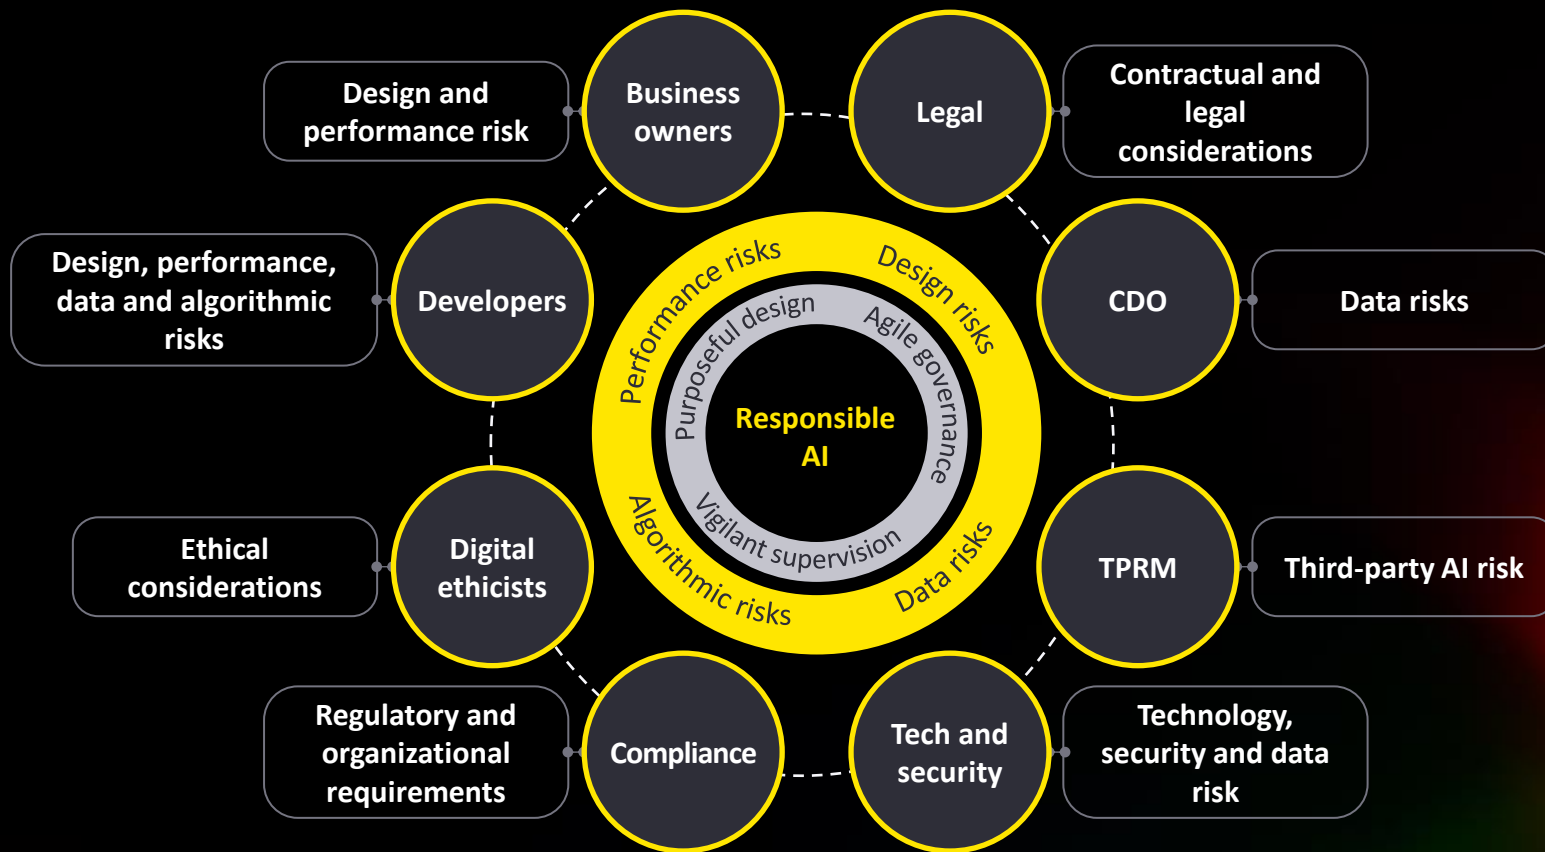 Design and
performance risk
Business
owners
Legal
Contractual and
legal
considerations
Design, performance,
data and algorithmic
risks
Developers
CDO
Data risks
Performance risks
Design risks
Purposeful design
Agile governance
Responsible
AI
Vigilant supervision
Algorithmic risks
Data risks
Ethical
considerations
Digital
ethicists
TPRM
Third-party AI risk
Regulatory and
organizational
requirements
Compliance
Tech and
security
Technology,
security and data
risk